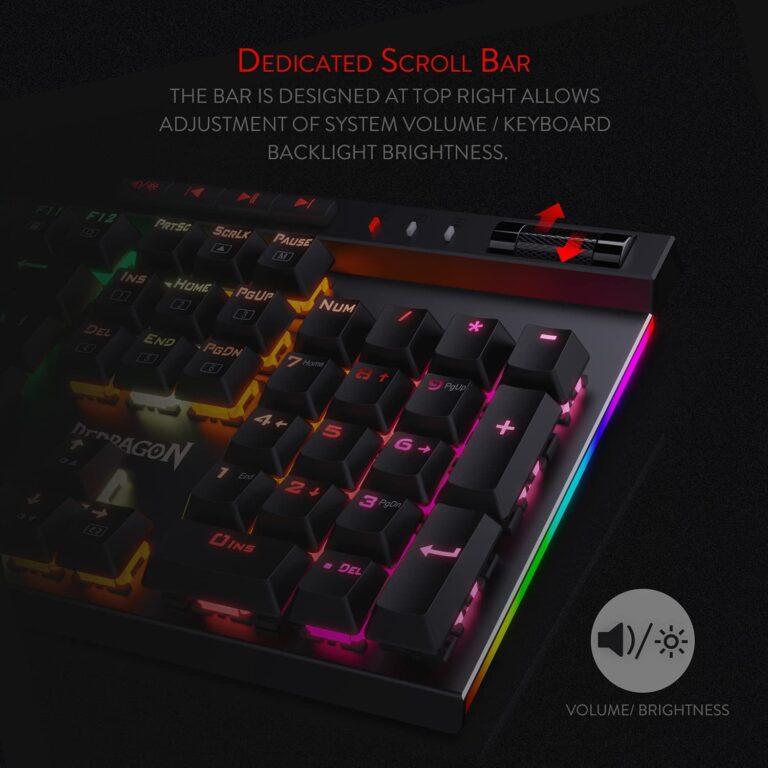 DEDICATED SCROLL BAR
THE BAR IS DESIGNED AT TOP RIGHT ALLOWS
ADJUSTMENT OF SYSTEM VOLUME / KEYBOARD
BACKLIGHT BRIGHTNESS.
F11 F12 PRTSC SCRLK PAUSE
INS HOME PGUP
NUM / * -
DEL END PGDN
7 Home 8 ↑ 9 PgUp
+
4 ← 5 6 →
REDRAGON
1 End 2 ↓ 3 PgDn
0 INS
. DEL
VOLUME/ BRIGHTNESS